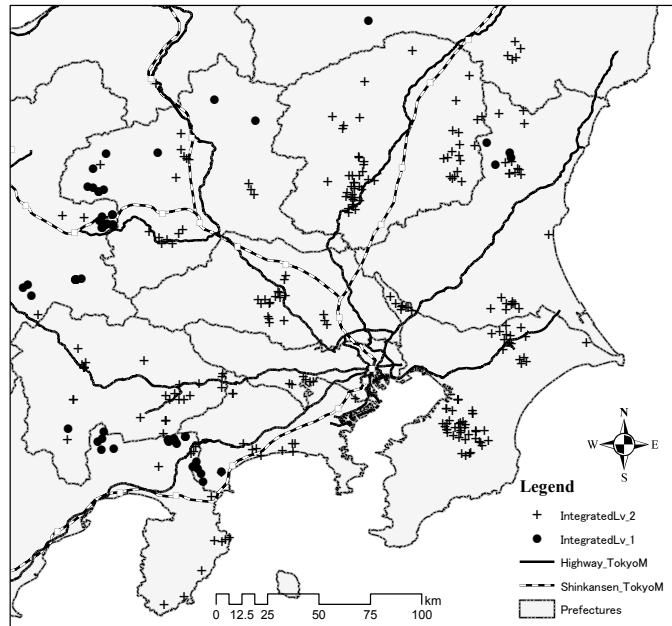 N
W E
S
Legend
IntegratedLv_2
IntegratedLv_1
Highway_TokyoM
Shinkansen_TokyoM
Prefectures
km
0 12.5 25 50 75 100